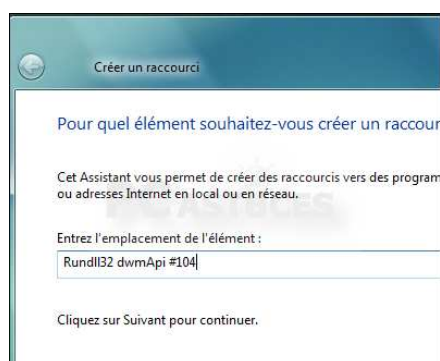 Créer un raccourci
Pour quel élément souhaitez-vous créer un raccour
Cet Assistant vous permet de créer des raccourcis vers des program
ou adresses Internet en local ou en réseau.
Entrez l'emplacement de l'élément :
Rundll32 dwmApi #104
Cliquez sur Suivant pour continuer.